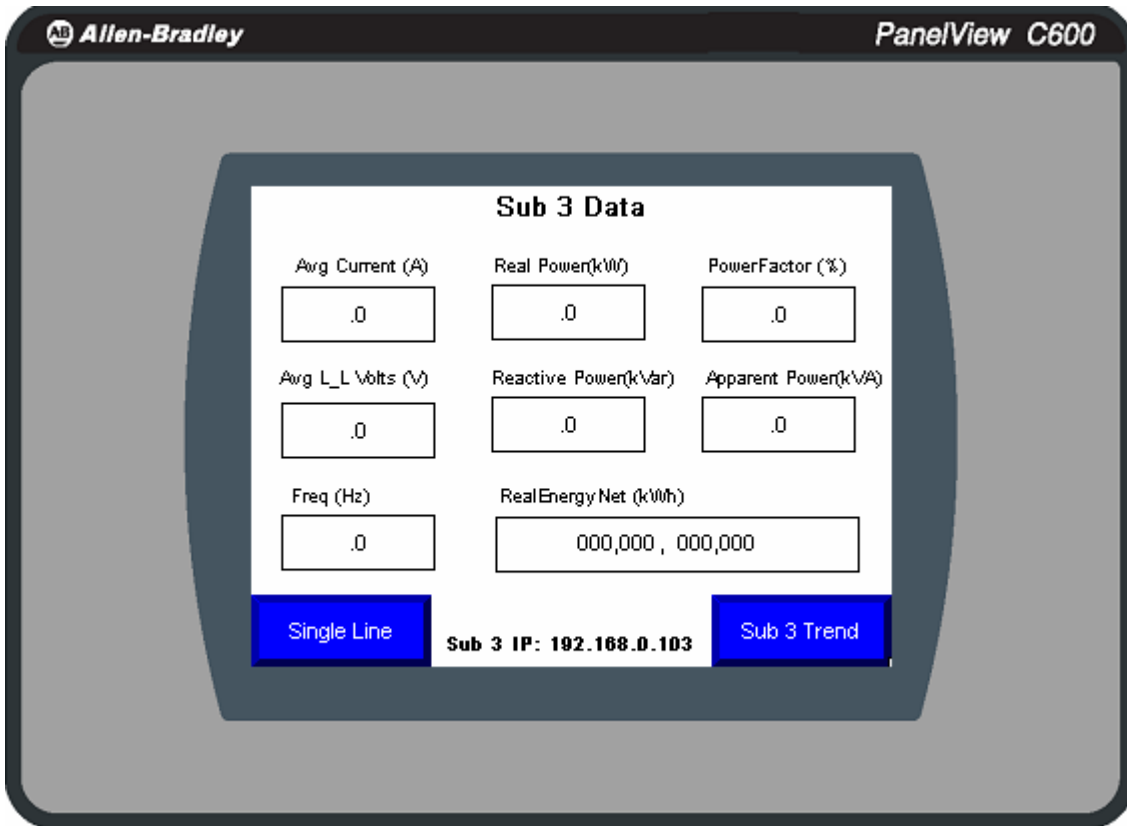 AB Allen-Bradley PanelView C600
Sub 3 Data
Avg Current (A) Real Power(kW) PowerFactor (%)
.0 .0 .0
Avg L_L Volts (V) Reactive Power(kVar) Apparent Power(kVA)
.0 .0 .0
Freq (Hz) RealEnergyNet (kWh)
.0 000,000 , 000,000
Single Line Sub 3 IP: 192.168.0.103 Sub 3 Trend